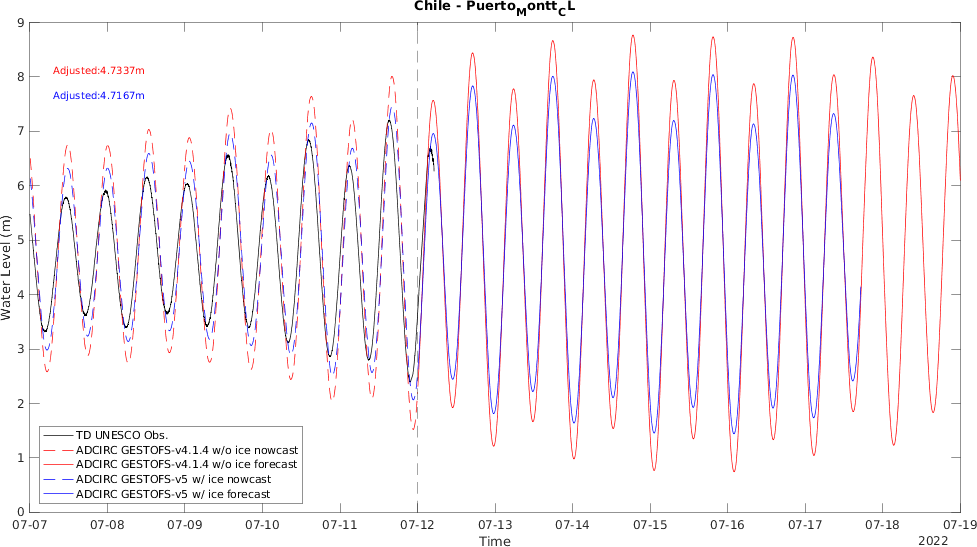 Chile - Puerto_Montt_CL
Adjusted:4.7337m
Adjusted:4.7167m
Water Level (m)
9
8
7
6
5
4
3
2
1
0
TD UNESCO Obs.
ADCIRC GESTOFS-v4.1.4 w/o ice nowcast
ADCIRC GESTOFS-v4.1.4 w/o ice forecast
ADCIRC GESTOFS-v5 w/ ice nowcast
ADCIRC GESTOFS-v5 w/ ice forecast
07-07 07-08 07-09 07-10 07-11 07-12 07-13 07-14 07-15 07-16 07-17 07-18 07-19
Time
2022